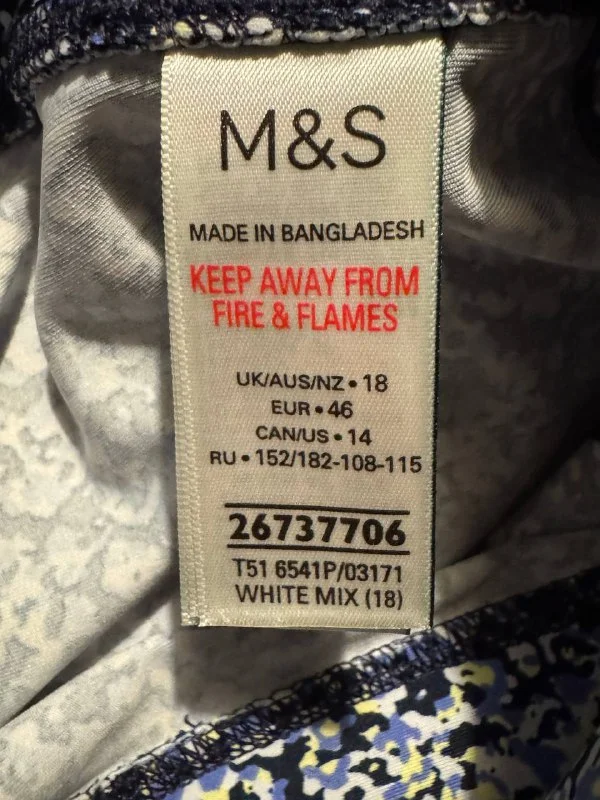 M&S
MADE IN BANGLADESH
KEEP AWAY FROM
FIRE & FLAMES
UK/AUS/NZ • 18
EUR • 46
CAN/US • 14
RU • 152/182-108-115
26737706
T51 6541P/03171
WHITE MIX (18)